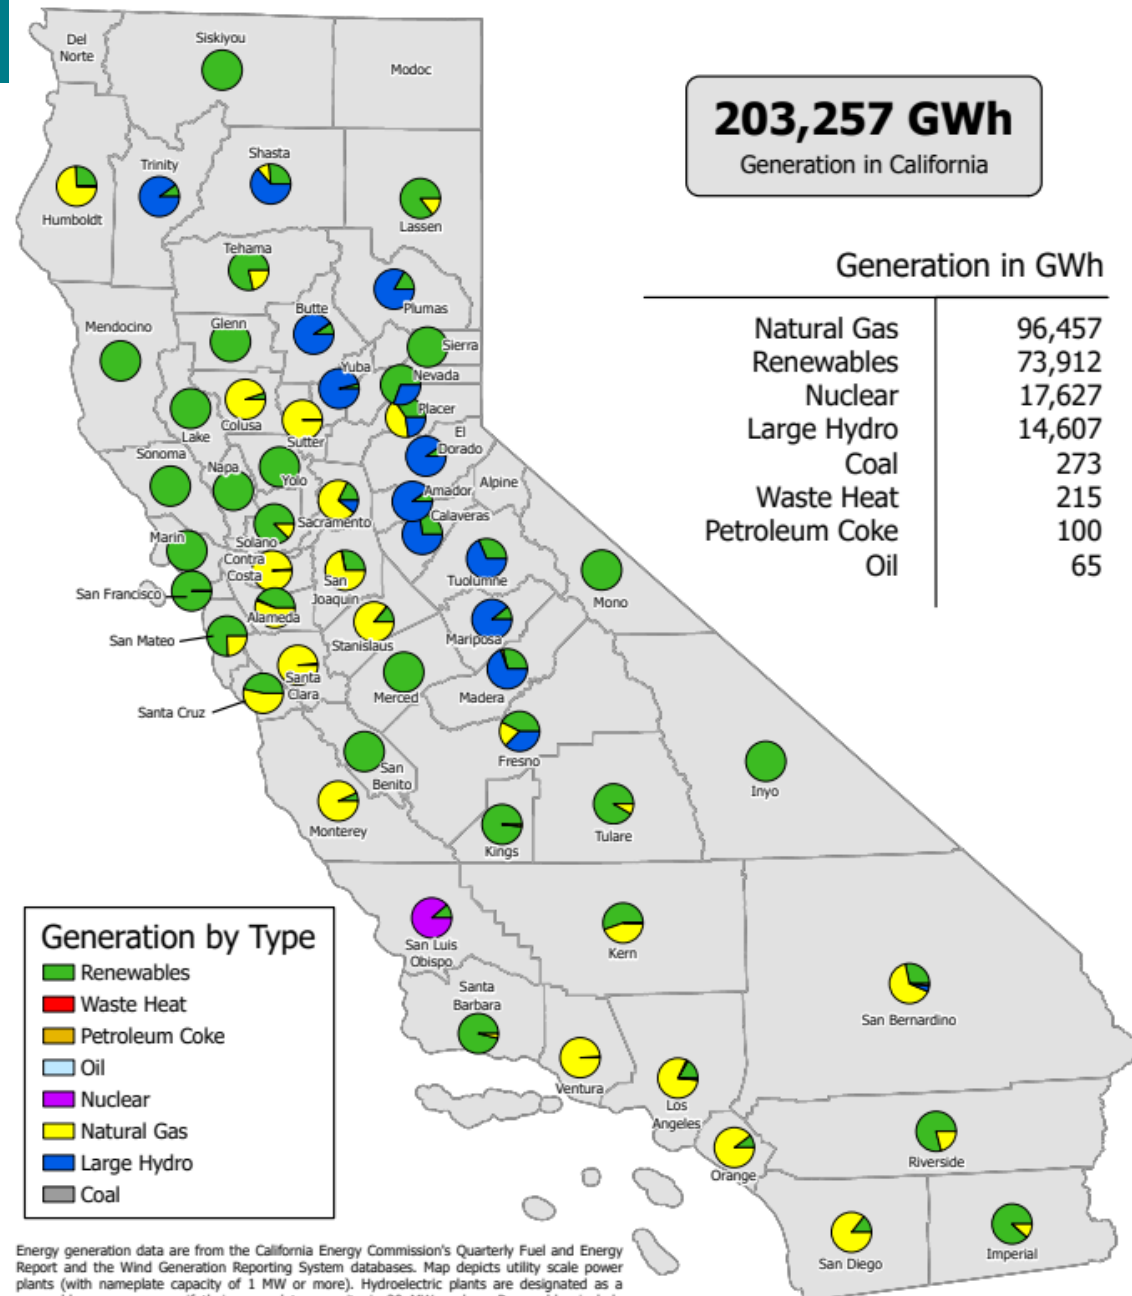 Del
Norte
Siskiyou
Modoc
203,257 GWh
Generation in California
Trinity
Shasta
Humboldt
Lassen
Tehama
Generation in GWh
Plumas
Butte
Natural Gas 96,457
Renewables 73,912
Nuclear 17,627
Large Hydro 14,607
Coal 273
Waste Heat 215
Petroleum Coke 100
Oil 65
Mendocino
Glenn
Sierra
Yuba
Nevada
Placer
Colusa
Lake
Sutter
El
Dorado
Sonoma
Napa
Yolo
Alpine
Amador
Sacramento
Calaveras
Marin
Solano
Contra
Costa
San
Joaquin
Tuolumne
Mono
San Francisco
Alameda
San Mateo
Stanislaus
Mariposa
Santa
Clara
Merced
Madera
Santa Cruz
Fresno
San
Benito
Inyo
Monterey
Kings
Tulare
San Luis
Obispo
Kern
Santa
Barbara
San Bernardino
Ventura
Los
Angeles
Orange
Riverside
San Diego
Imperial
Generation by Type
Renewables
Waste Heat
Petroleum Coke
Oil
Nuclear
Natural Gas
Large Hydro
Coal
Energy generation data are from the California Energy Commission's Quarterly Fuel and Energy
Report and the Wind Generation Reporting System databases. Map depicts utility scale power
plants (with nameplate capacity of 1 MW or more). Hydroelectric plants are designated as a